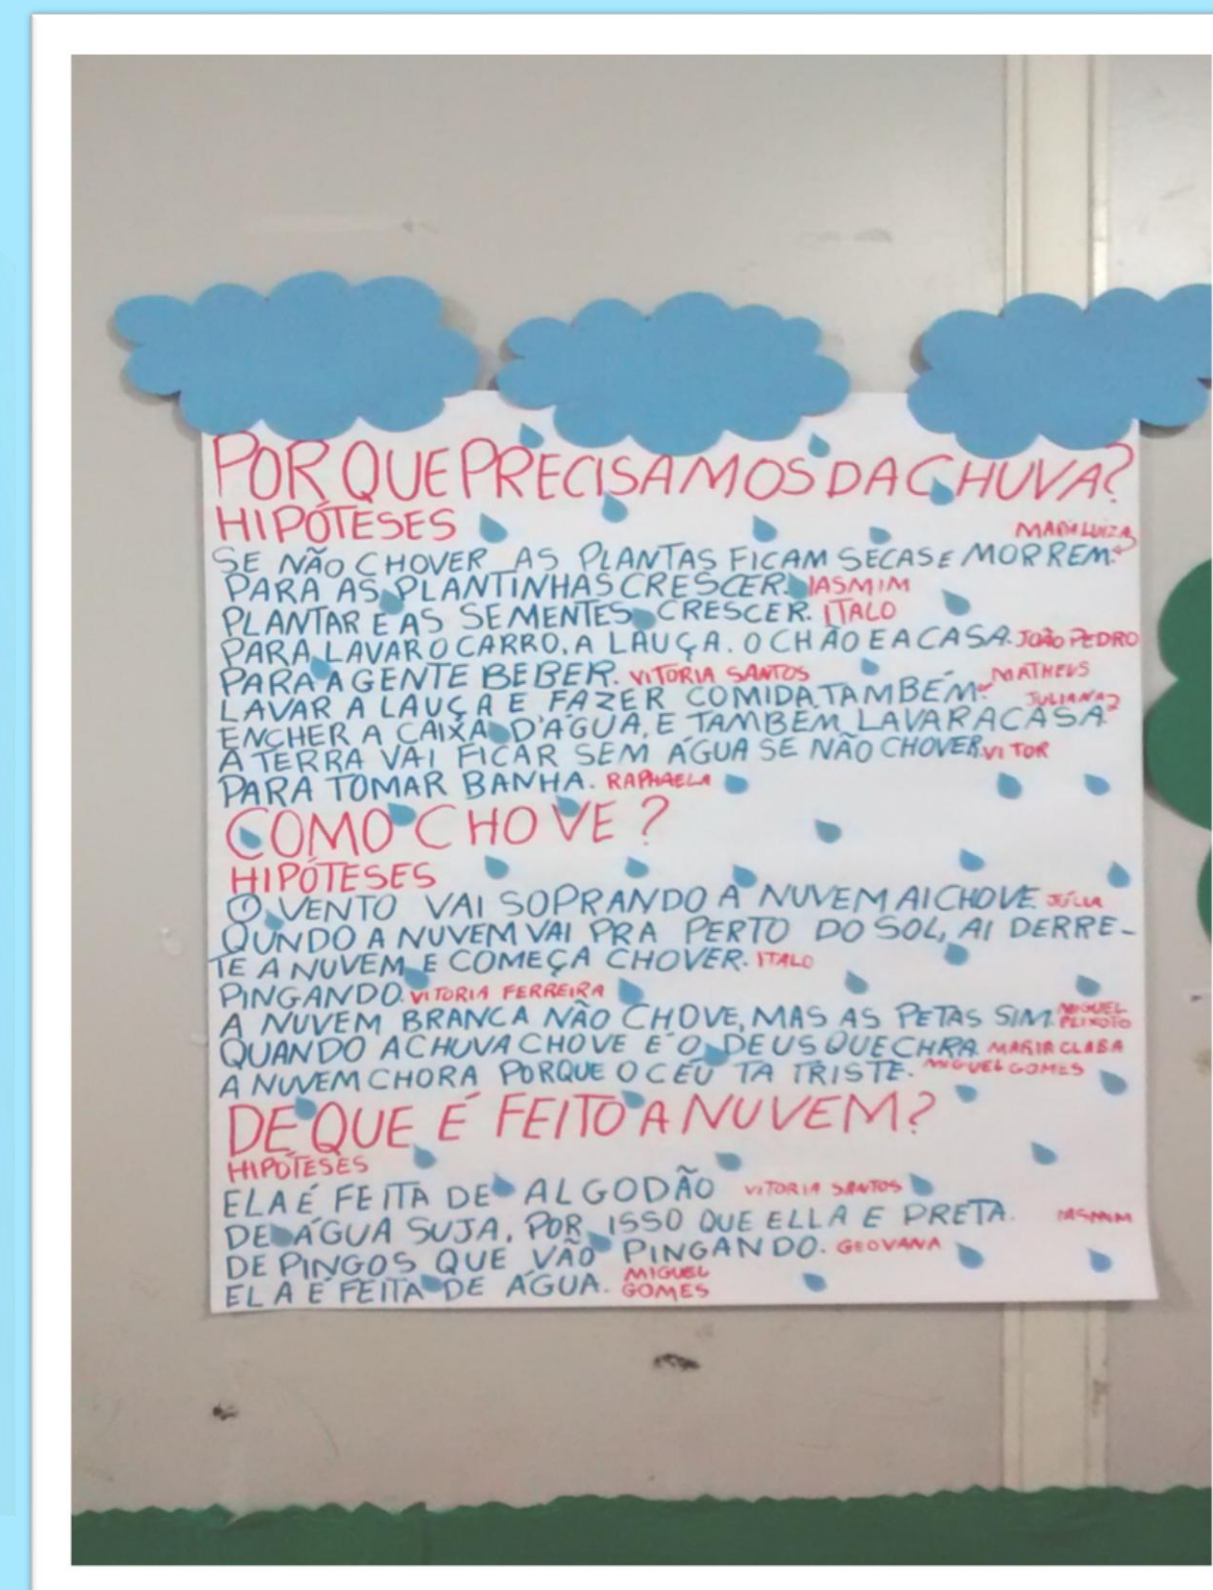 POR QUE PRECISAMOS DA CHUVA?
HIPÓTESES
MARIA LUIZA
SE NÃO CHOVER AS PLANTAS FICAM SECAS E MORREM.
PARA AS PLANTINHAS CRESCER. IASMIM
PLANTAR E AS SEMENTES CRESCER. ITALO
PARA LAVAR O CARRO, A LAUÇA. O CHÃO E A CASA. JOÃO PEDRO
PARA A GENTE BEBER. VITORIA SANTOS
MATHEUS
LAVAR A LAUÇA E FAZER COMIDA TAMBÉM.
JULIANA
ENCHER A CAIXA D'ÁGUA, E TAMBÉM LAVAR A CASA
A TERRA VAI FICAR SEM ÁGUA SE NÃO CHOVER. VITOR
PARA TOMAR BANHA. RAPHAELA
COMO CHOVE?
HIPÓTESES
O VENTO VAI SOPRANDO A NUVEM AI CHOVE. JÚLIA
QUNDO A NUVEM VAI PRA PERTO DO SOL, AI DERRE-
TE A NUVEM E COMEÇA CHOVER. ITALO
PINGANDO. VITORIA FERREIRA
A NUVEM BRANCA NÃO CHOVE, MAS AS PETAS SIM. MIGUEL PEIXOTO
QUANDO A CHUVA CHOVE É O DEUS QUE CHRA MARIA CLARA
A NUVEM CHORA PORQUE O CÉU TA TRISTE. MIGUEL GOMES
DE QUE É FEITO A NUVEM?
HIPÓTESES
ELA É FEITA DE ALGODÃO VITORIA SANTOS
DE ÁGUA SUJA, POR ISSO QUE ELLA E PRETA. IASMIM
DE PINGOS QUE VÃO PINGANDO. GEOVANA
ELA É FEITA DE ÁGUA. MIGUEL GOMES